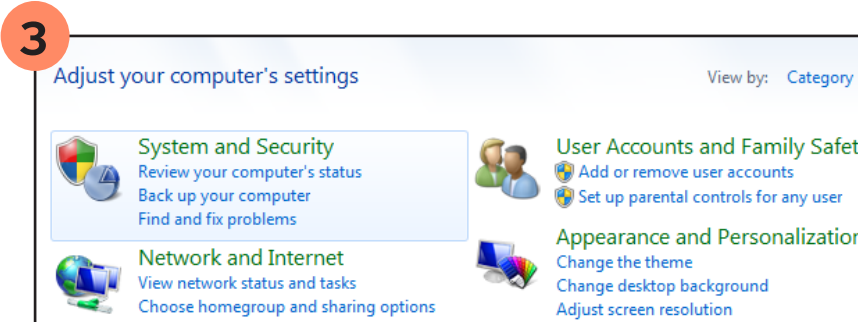 3
Adjust your computer's settings
View by: Category
System and Security
Review your computer's status
Back up your computer
Find and fix problems
Network and Internet
View network status and tasks
Choose homegroup and sharing options
User Accounts and Family Safet
Add or remove user accounts
Set up parental controls for any user
Appearance and Personalization
Change the theme
Change desktop background
Adjust screen resolution